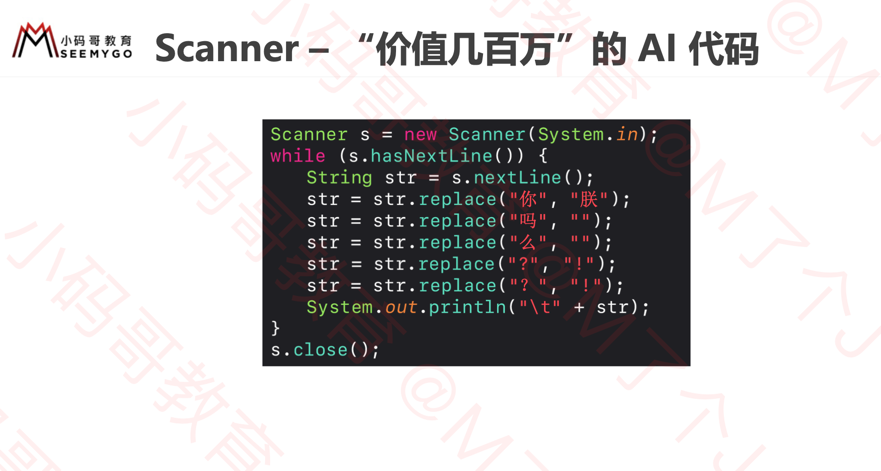 小码哥教育
SEEMYGO
Scanner – “价值几百万”的 AI 代码
Scanner s = new Scanner(System.in);
while (s.hasNextLine()) {
String str = s.nextLine();
str = str.replace("你", "朕");
str = str.replace("吗", "");
str = str.replace("么", "");
str = str.replace("?", "!");
str = str.replace("？", "!");
System.out.println("\t" + str);
}
s.close();
小码哥教育 @M了个J
小码哥教育 @M了个J
小码哥教育 @M了个J